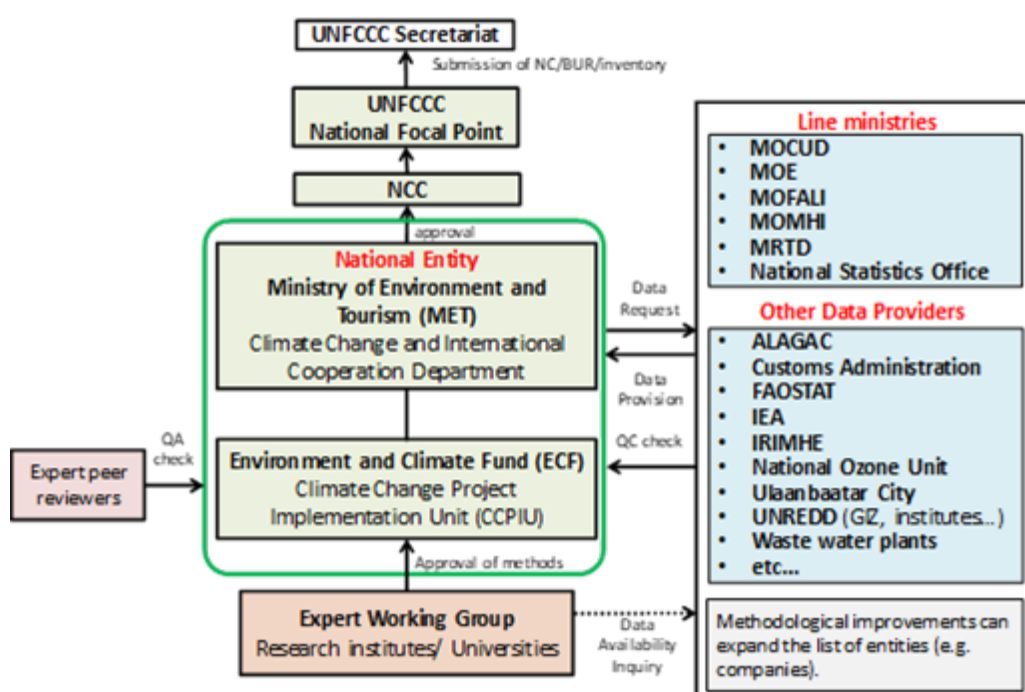 UNFCCC Secretariat
Submission of NC/BUR/inventory
UNFCCC
National Focal Point
NCC
approval
National Entity
Ministry of Environment and
Tourism (MET)
Climate Change and International
Cooperation Department
Environment and Climate Fund (ECF)
Climate Change Project
Implementation Unit (CCPIU)
Approval of methods
Expert Working Group
Research institutes/ Universities
QA
check
Expert peer
reviewers
Data
Request
Data
Provision
QC check
Data
Availability
Inquiry
Line ministries
• MOCUD
• MOE
• MOFALI
• MOMHI
• MRTD
• National Statistics Office
Other Data Providers
• ALAGAC
• Customs Administration
• FAOSTAT
• IEA
• IRIMHE
• National Ozone Unit
• Ulaanbaatar City
• UNREDD (GIZ, institutes...)
• Waste water plants
• etc...
Methodological improvements can
expand the list of entities (e.g.
companies).